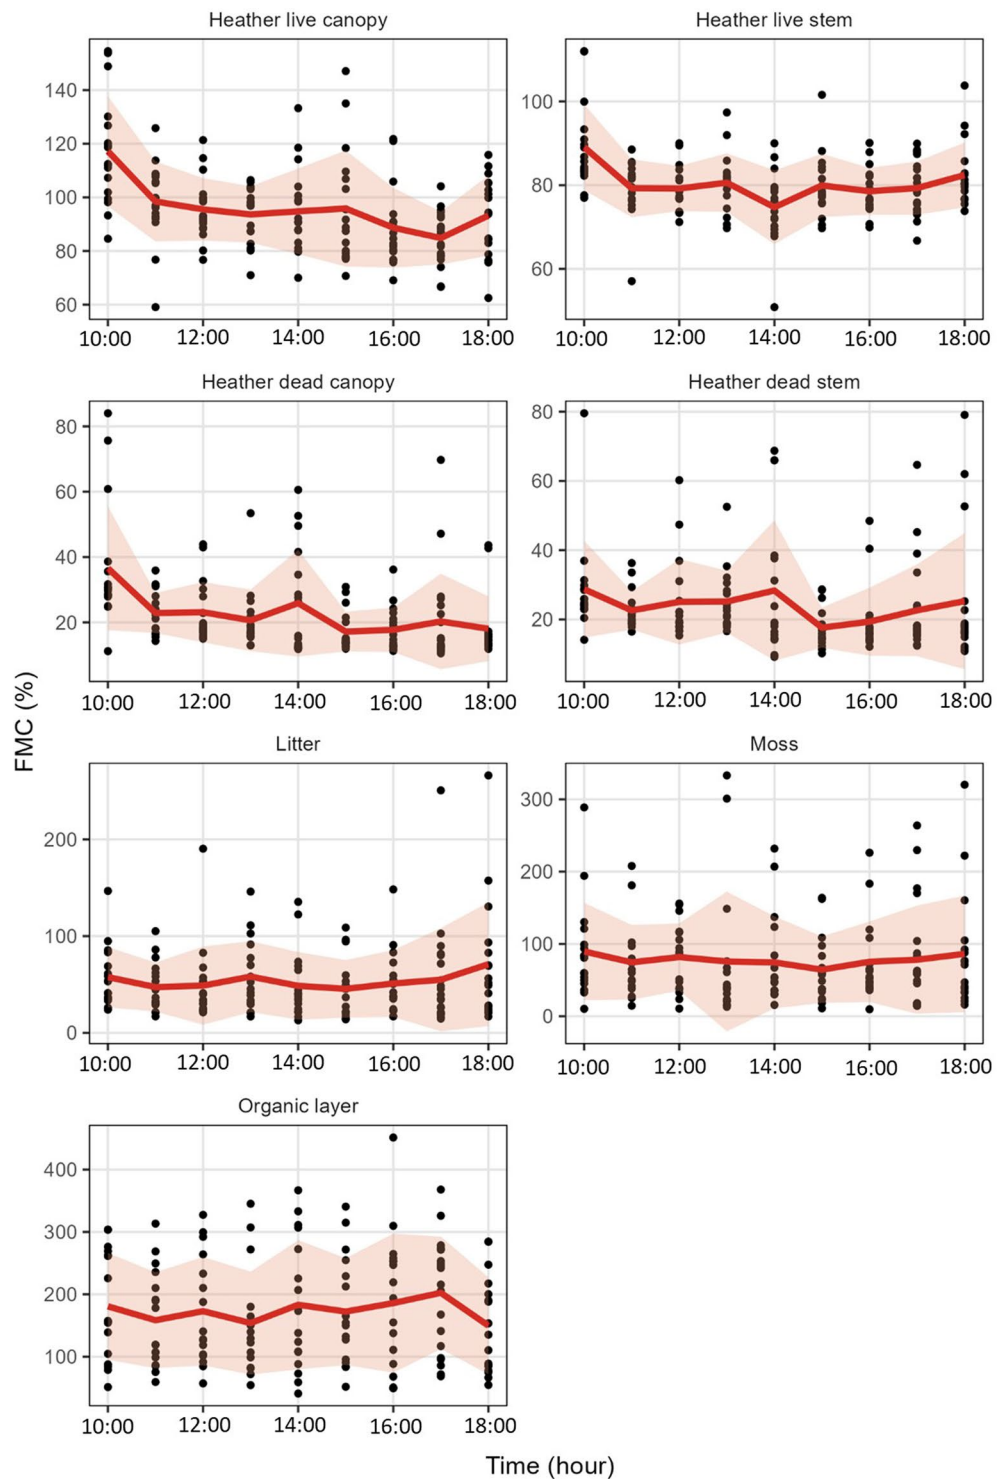 Heather live canopy
Heather live stem
140
120
100
80
60
100
80
60
10:00 12:00 14:00 16:00 18:00
10:00 12:00 14:00 16:00 18:00
Heather dead canopy
Heather dead stem
80
60
40
20
80
60
40
20
10:00 12:00 14:00 16:00 18:00
10:00 12:00 14:00 16:00 18:00
FMC (%)
Litter
Moss
200
100
0
300
200
100
0
10:00 12:00 14:00 16:00 18:00
10:00 12:00 14:00 16:00 18:00
Organic layer
400
300
200
100
10:00 12:00 14:00 16:00 18:00
Time (hour)